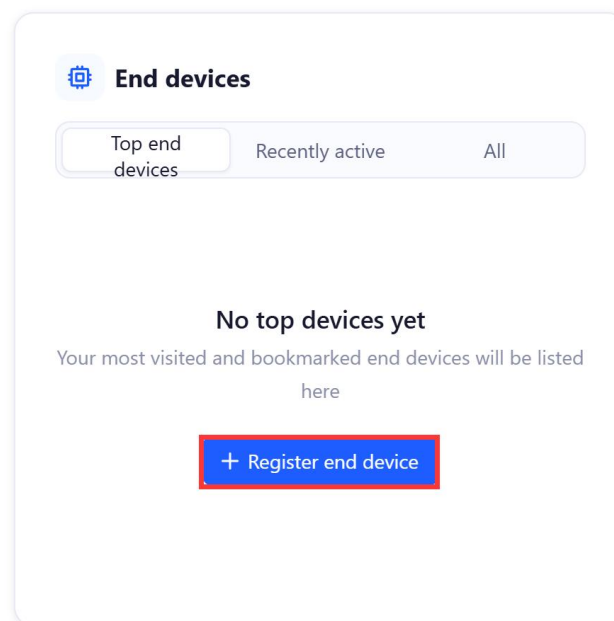 End devices
Top end
devices
Recently active
All
No top devices yet
Your most visited and bookmarked end devices will be listed
here
+ Register end device